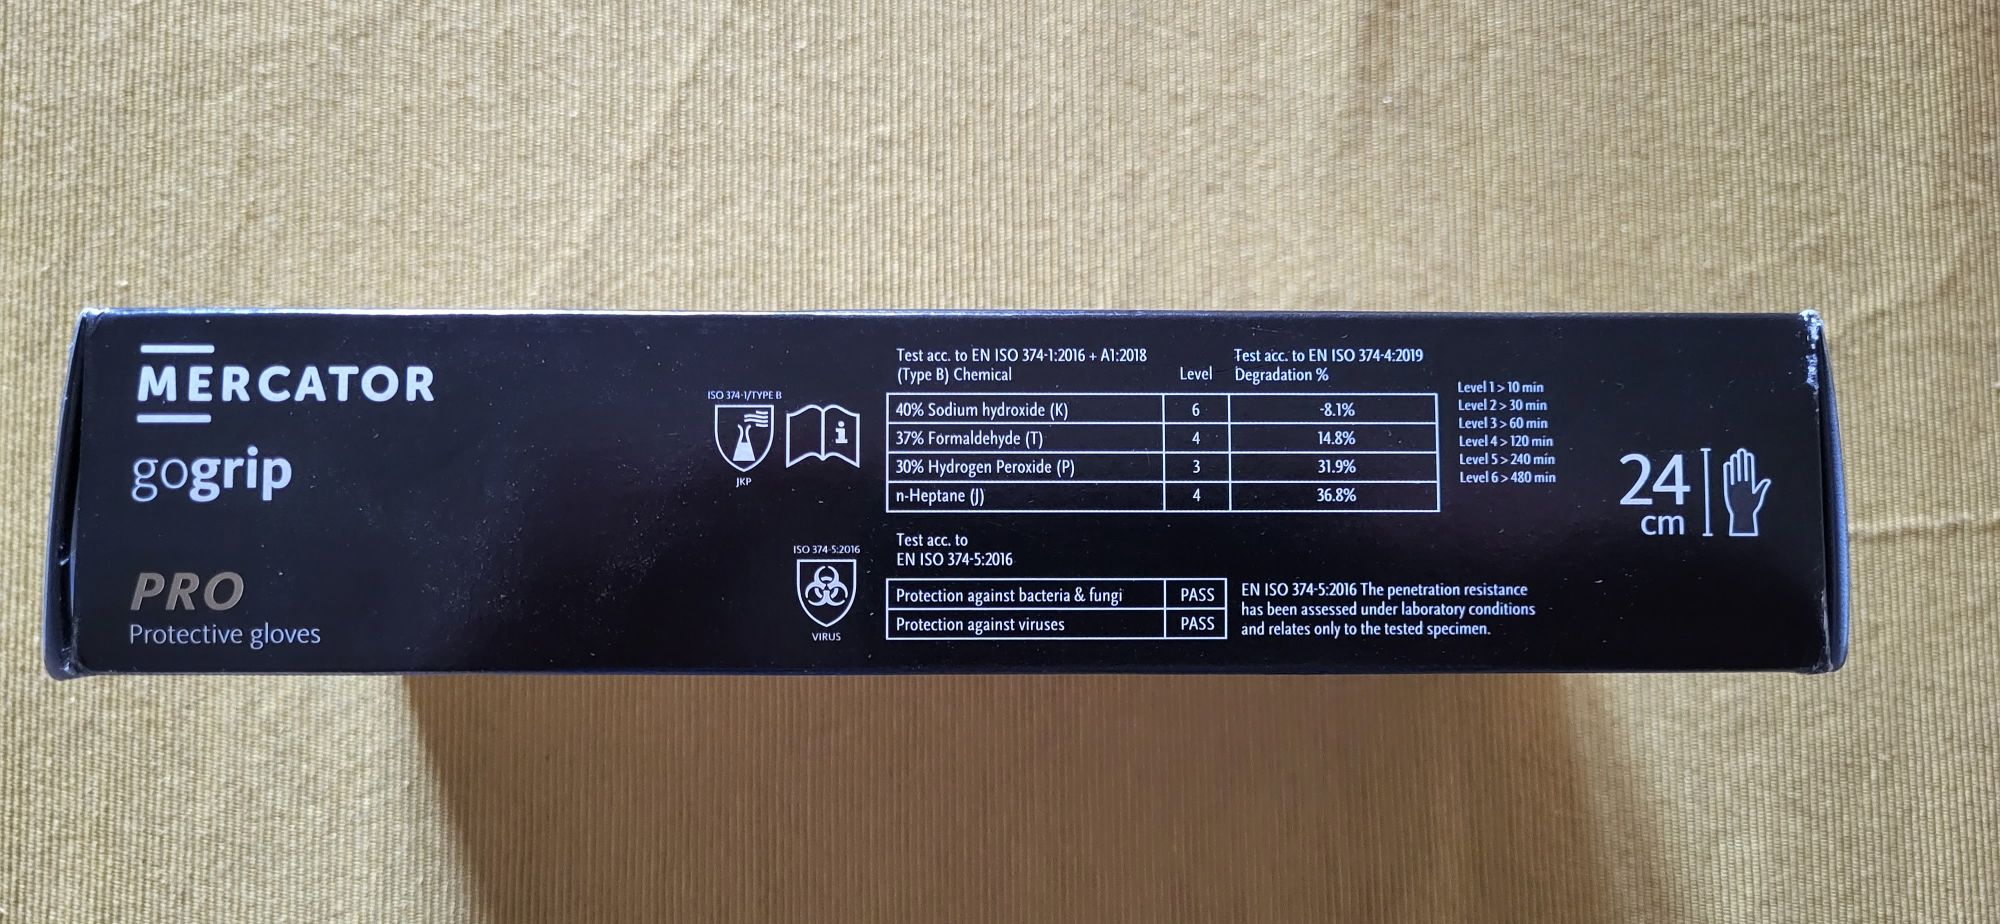 MERCATOR
gogrip
PRO
Protective gloves
ISO 374-1/TYPE B
i
JKP
Test acc. to EN ISO 374-1:2016 + A1:2018
(Type B) Chemical Level
Test acc. to EN ISO 374-4:2019
Degradation %
40% Sodium hydroxide (K) 6 -8.1%
37% Formaldehyde (T) 4 14.8%
30% Hydrogen Peroxide (P) 3 31.9%
n-Heptane (J) 4 36.8%
Level 1 > 10 min
Level 2 > 30 min
Level 3 > 60 min
Level 4 > 120 min
Level 5 > 240 min
Level 6 > 480 min
ISO 374-5:2016
VIRUS
Test acc. to
EN ISO 374-5:2016
Protection against bacteria & fungi PASS
Protection against viruses PASS
EN ISO 374-5:2016 The penetration resistance
has been assessed under laboratory conditions
and relates only to the tested specimen.
24
cm